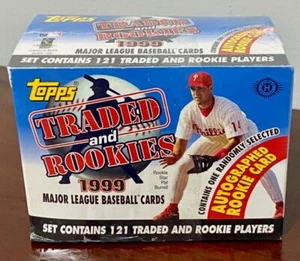 TRADED
and
ROOKIES
1999
MAJOR LEAGUE BASEBALL CARDS
SET CONTAINS 121 TRADED AND ROOKIE PLAYERS
Topps
TRADED
and
ROOKIES
1999
MAJOR LEAGUE BASEBALL CARDS
Rookie
Star
Pat
Burrell
CONTAINS ONE RANDOMLY SELECTED
AUTOGRAPHED
ROOKIE CARD
SET CONTAINS 121 TRADED AND ROOKIE PLAYERS